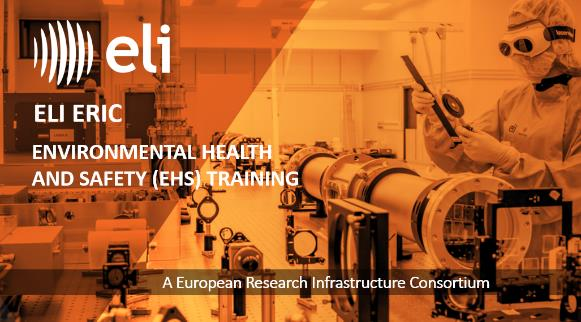 eli
ELI ERIC
ENVIRONMENTAL HEALTH
AND SAFETY (EHS) TRAINING
A European Research Infrastructure Consortium